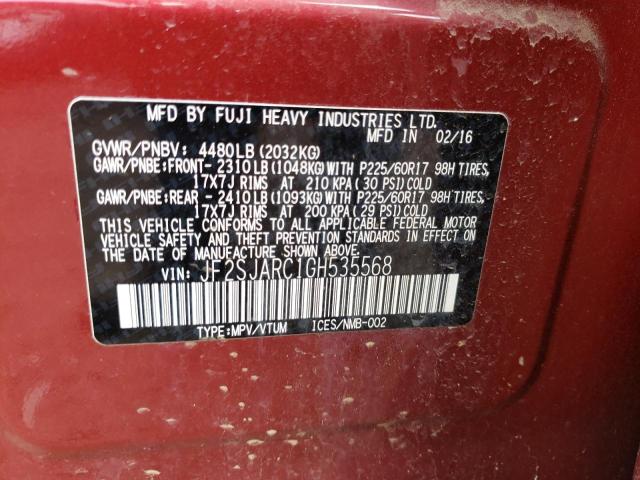 MFD BY FUJI HEAVY INDUSTRIES LTD.
MFD IN 02/16
GVWR/PNBV: 4480LB (2032KG)
GAWR/PNBE:FRONT- 2310LB (1048KG)WITH P225/60R17 98H TIRES,
17X7J RIMS AT 210 KPA (30 PSI)COLD
GAWR/PNBE:REAR - 2410LB (1093KG)WITH P225/60R17 98H TIRES,
17X7J RIMS AT 200 KPA (29 PSI)COLD
THIS VEHICLE CONFORMS TO ALL APPLICABLE FEDERAL MOTOR
VEHICLE SAFETY AND THEFT PREVENTION STANDARDS IN EFFECT ON
THE DATE OF MANUFACTURE SHOWN ABOVE.
VIN: JF2SJARC1GH535568
TYPE:MPV/VTUM ICES/NMB-002